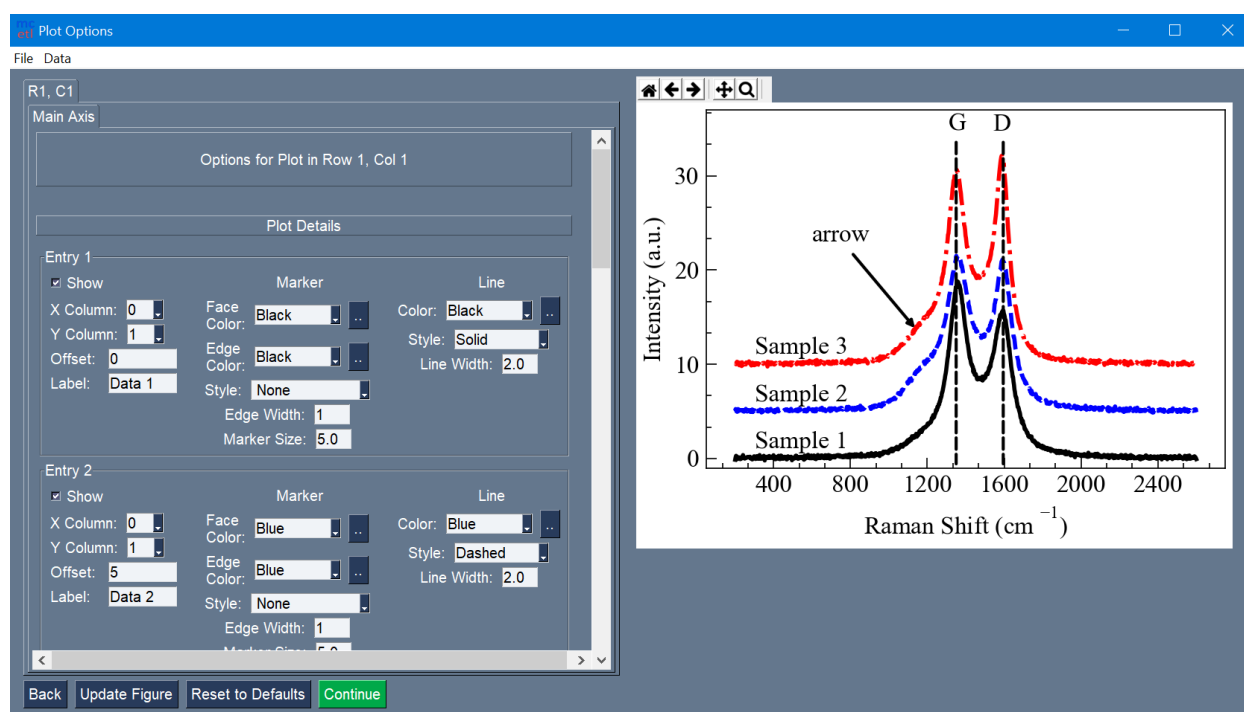 mc
etl Plot Options
File Data
R1, C1
Main Axis
Options for Plot in Row 1, Col 1
Plot Details
Entry 1
Show
Marker
Line
X Column: 0
Y Column: 1
Offset: 0
Label: Data 1
Face Color: Black ..
Edge Color: Black ..
Style: None
Edge Width: 1
Marker Size: 5.0
Color: Black ..
Style: Solid
Line Width: 2.0
Entry 2
Show
Marker
Line
X Column: 0
Y Column: 1
Offset: 5
Label: Data 2
Face Color: Blue ..
Edge Color: Blue ..
Style: None
Edge Width: 1
Marker Size: 5.0
Color: Blue ..
Style: Dashed
Line Width: 2.0
Back Update Figure Reset to Defaults Continue
G D
arrow
Sample 3
Sample 2
Sample 1
Intensity (a.u.)
30
20
10
0
400 800 1200 1600 2000 2400
Raman Shift (cm⁻¹)